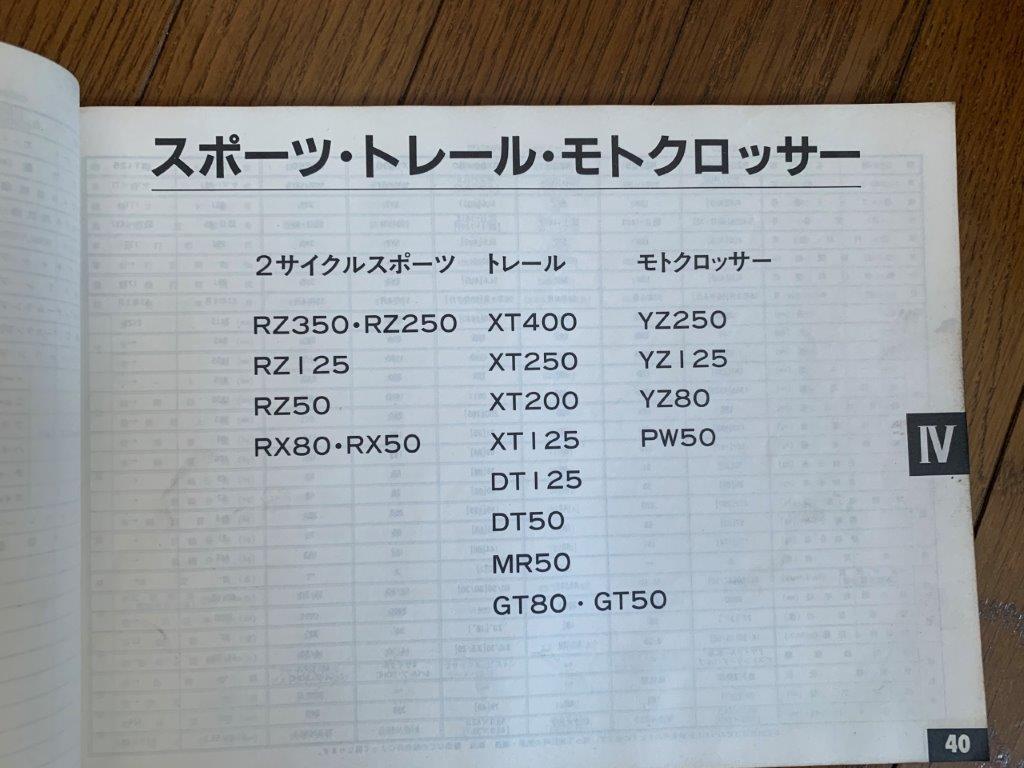 スポーツ・トレール・モトクロッサー
2サイクルスポーツ トレール モトクロッサー
RZ350・RZ250 XT400 YZ250
RZ125 XT250 YZ125
RZ50 XT200 YZ80
RX80・RX50 XT125 PW50
DT125
DT50
MR50
GT80・GT50
IV
40